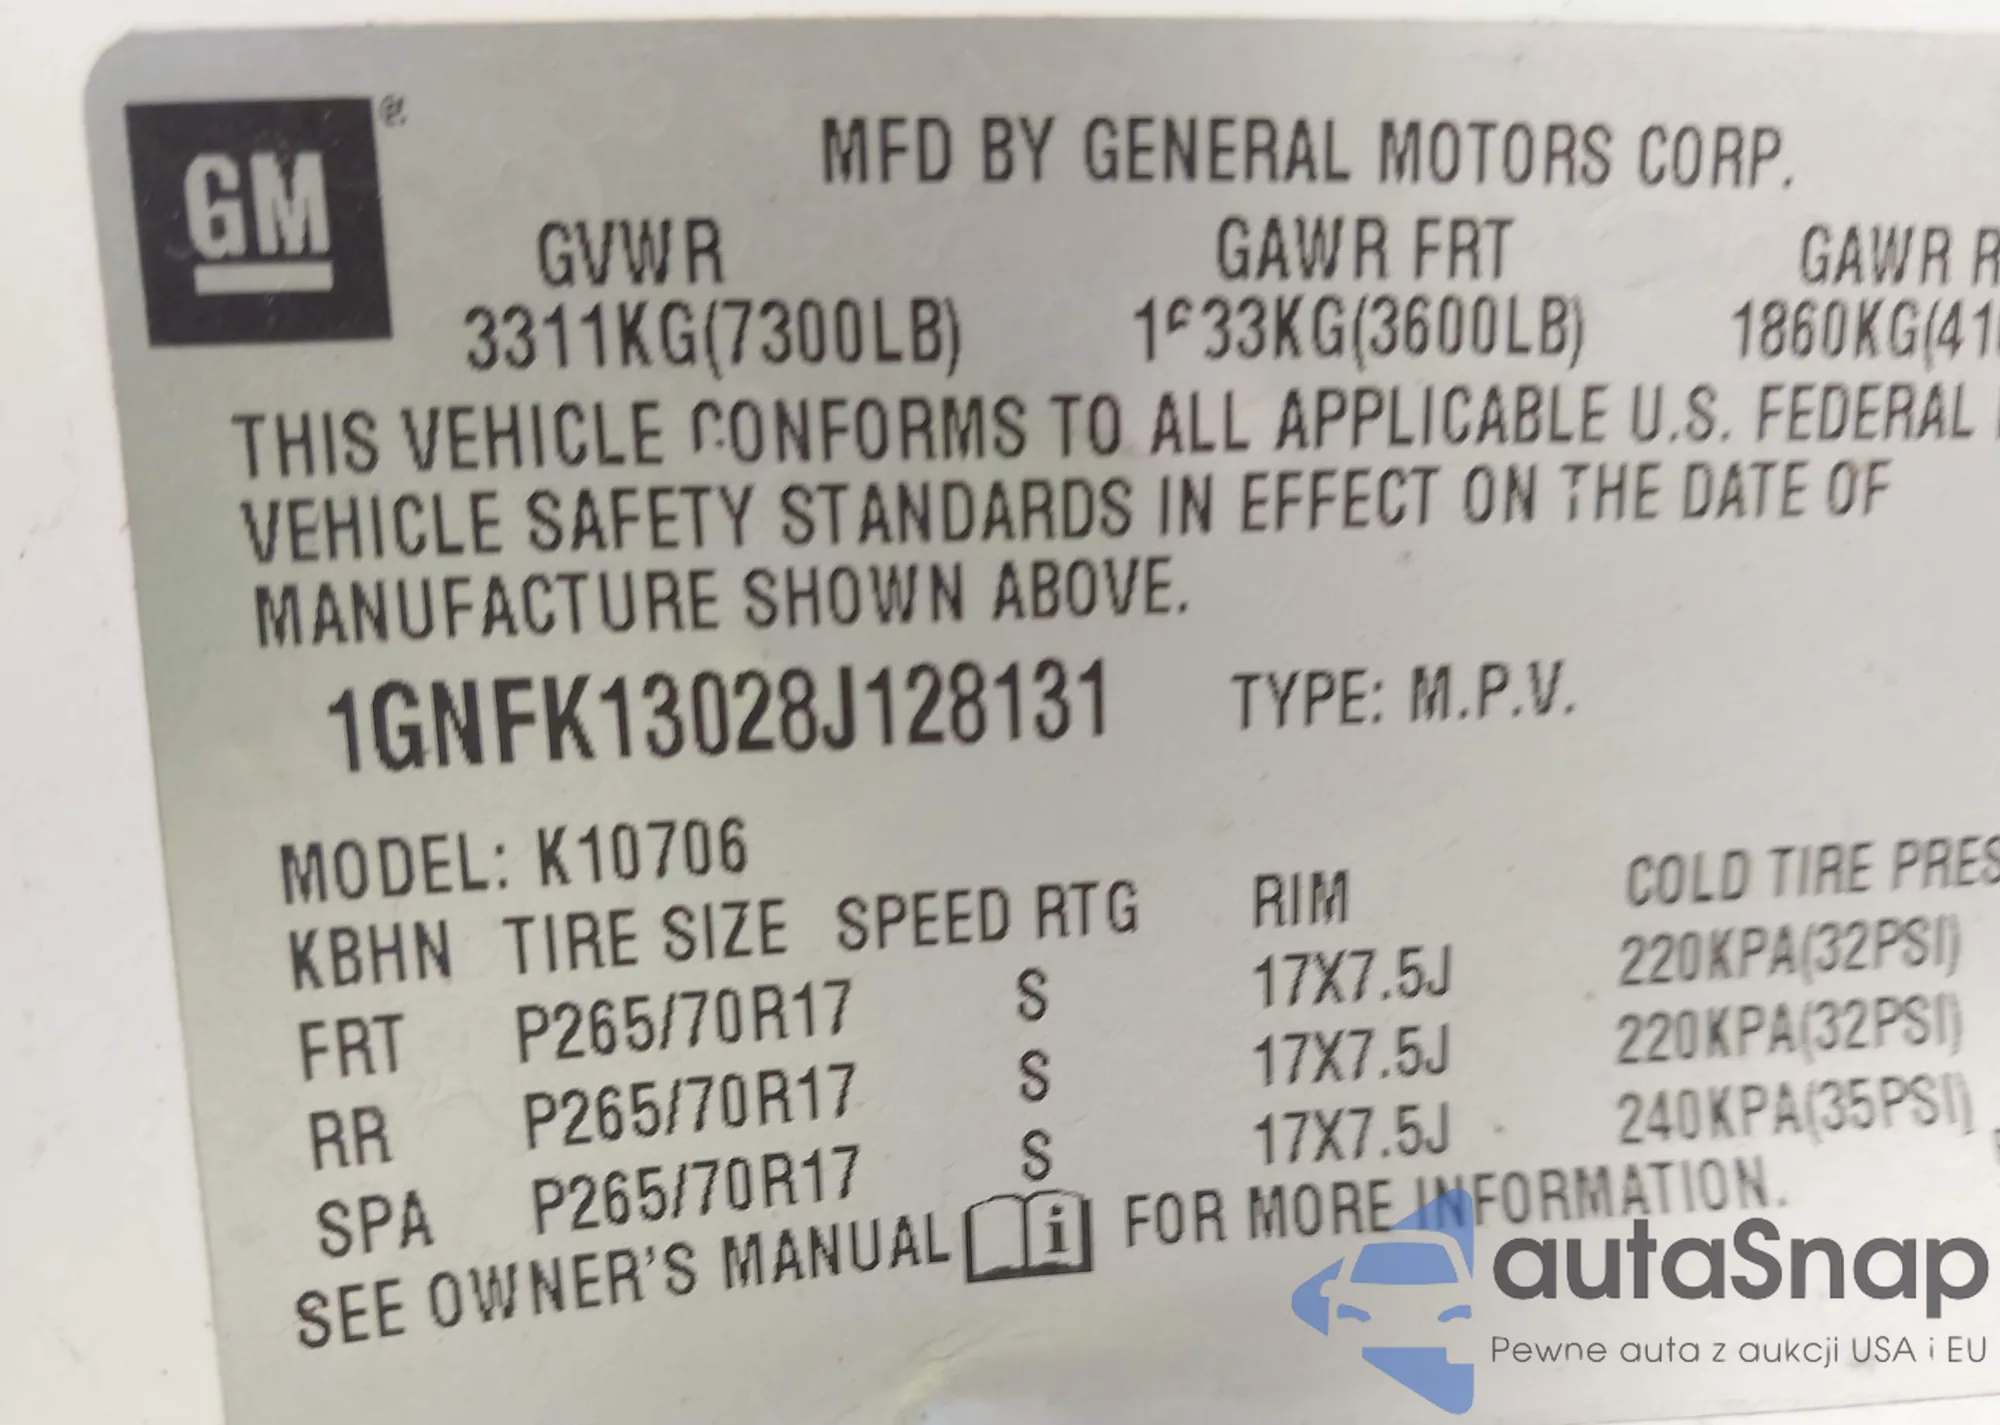 GM
MFD BY GENERAL MOTORS CORP.
GVWR GAWR FRT GAWR
3311KG(7300LB) 1633KG(3600LB) 1860KG(41
THIS VEHICLE CONFORMS TO ALL APPLICABLE U.S. FEDERAL
VEHICLE SAFETY STANDARDS IN EFFECT ON THE DATE OF
MANUFACTURE SHOWN ABOVE.
1GNFK13028J128131 TYPE: M.P.V.
MODEL: K10706
KBHN TIRE SIZE SPEED RTG RIM COLD TIRE PRES
FRT P265/70R17 S 17X7.5J 220KPA(32PSI)
RR P265/70R17 S 17X7.5J 220KPA(32PSI)
SPA P265/70R17 S 17X7.5J 240KPA(35PSI)
SEE OWNER'S MANUAL i FOR MORE INFORMATION.
autaSnap
Pewne auta z aukcji USA i EU